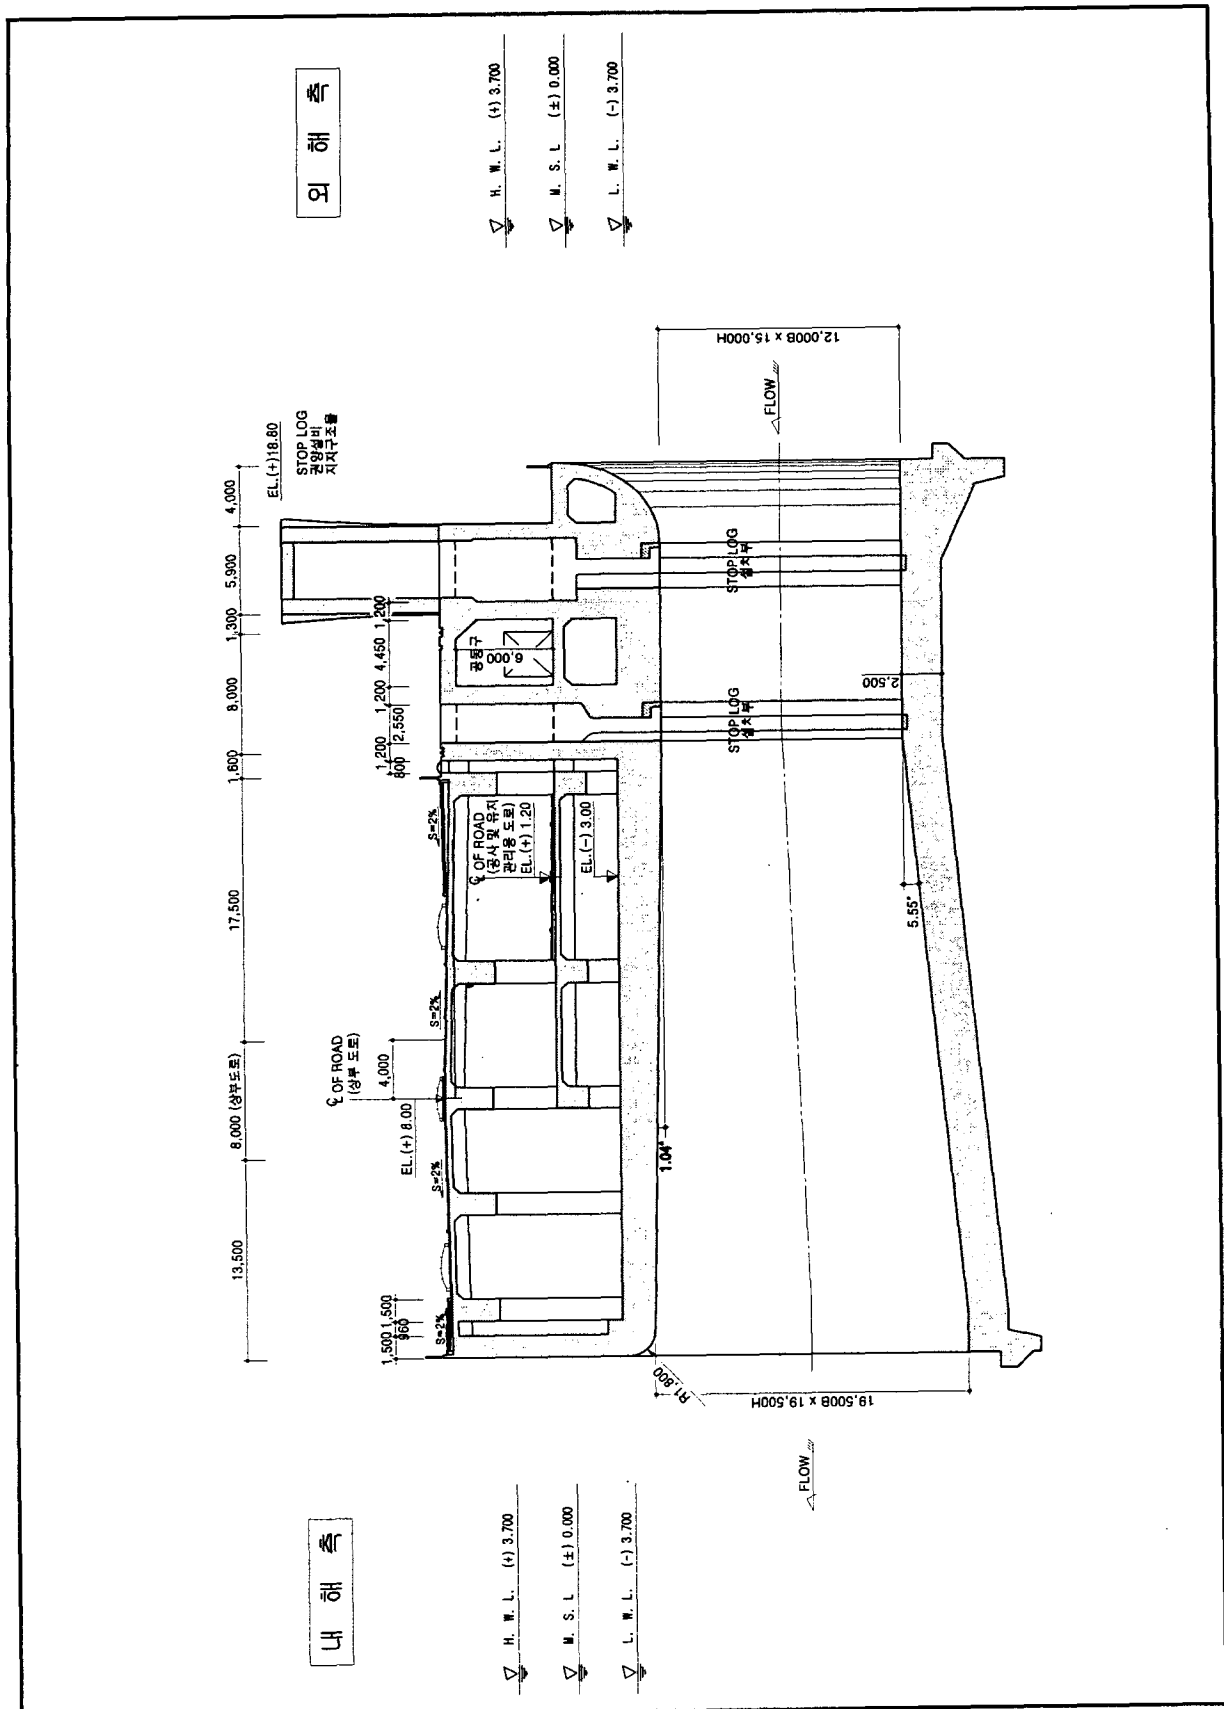 외 해 측
H. W. L. (+) 3.700
M. S. L (±) 0.000
L. W. L. (-) 3.700
EL.(+)18.80
STOP LOG
권양설비
지지구조물
4,000
5,900
1,300
8,000
1,600
17,500
8,000 (상부도로)
13,500
1,200
4,450
1,200
2,550
1,200
800
공동구
6,000
STOP LOG
설치부
STOP LOG
설치부
2,500
12,000B x 15,000H
FLOW
S=2%
℄ OF ROAD
(공사 및 유지
관리용 도로)
EL.(+) 1.20
EL.(-) 3.00
5.55°
S=2%
℄ OF ROAD
(상부 도로)
4,000
EL.(+) 8.00
S=2%
1.04°
1,500
960
1,500
S=2%
R1,800
19,500B x 19,500H
FLOW
내 해 측
H. W. L. (+) 3.700
M. S. L (±) 0.000
L. W. L. (-) 3.700